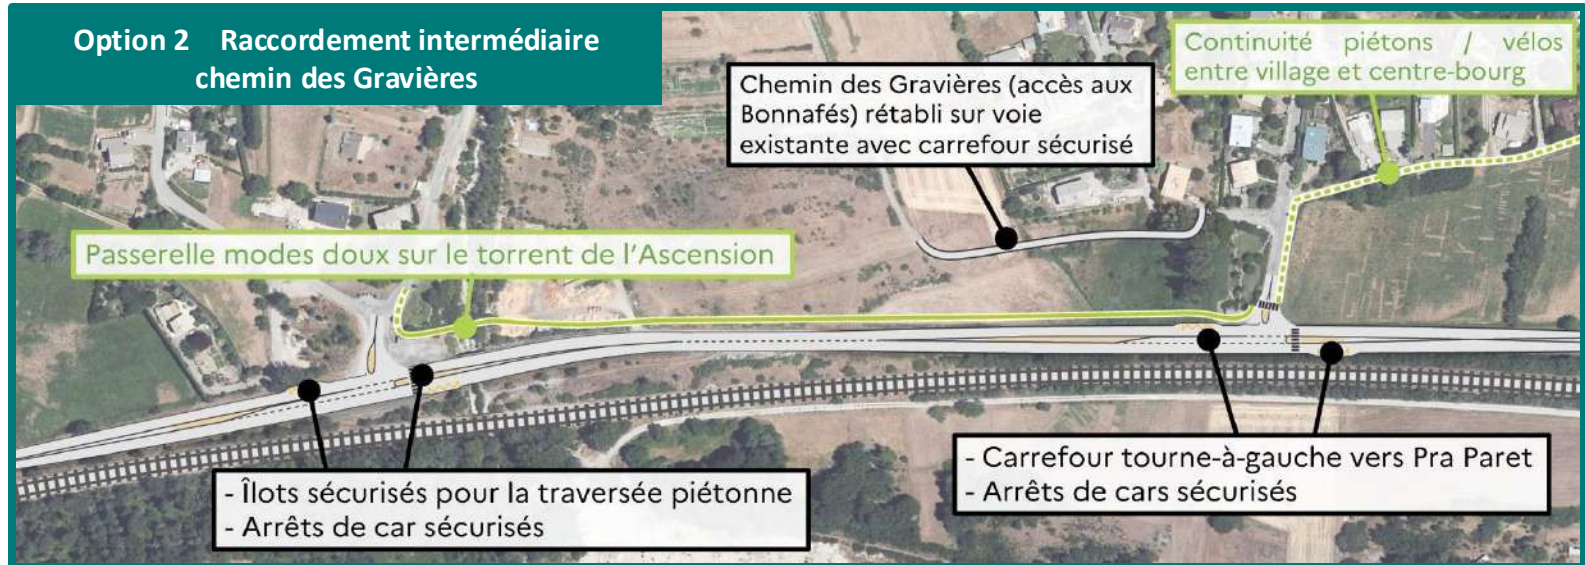 Option 2 Raccordement intermédiaire
chemin des Gravières
Continuité piétons / vélos
entre village et centre-bourg
Chemin des Gravières (accès aux
Bonnafés) rétabli sur voie
existante avec carrefour sécurisé
Passerelle modes doux sur le torrent de l'Ascension
- Îlots sécurisés pour la traversée piétonne
- Arrêts de car sécurisés
- Carrefour tourne-à-gauche vers Pra Paret
- Arrêts de cars sécurisés